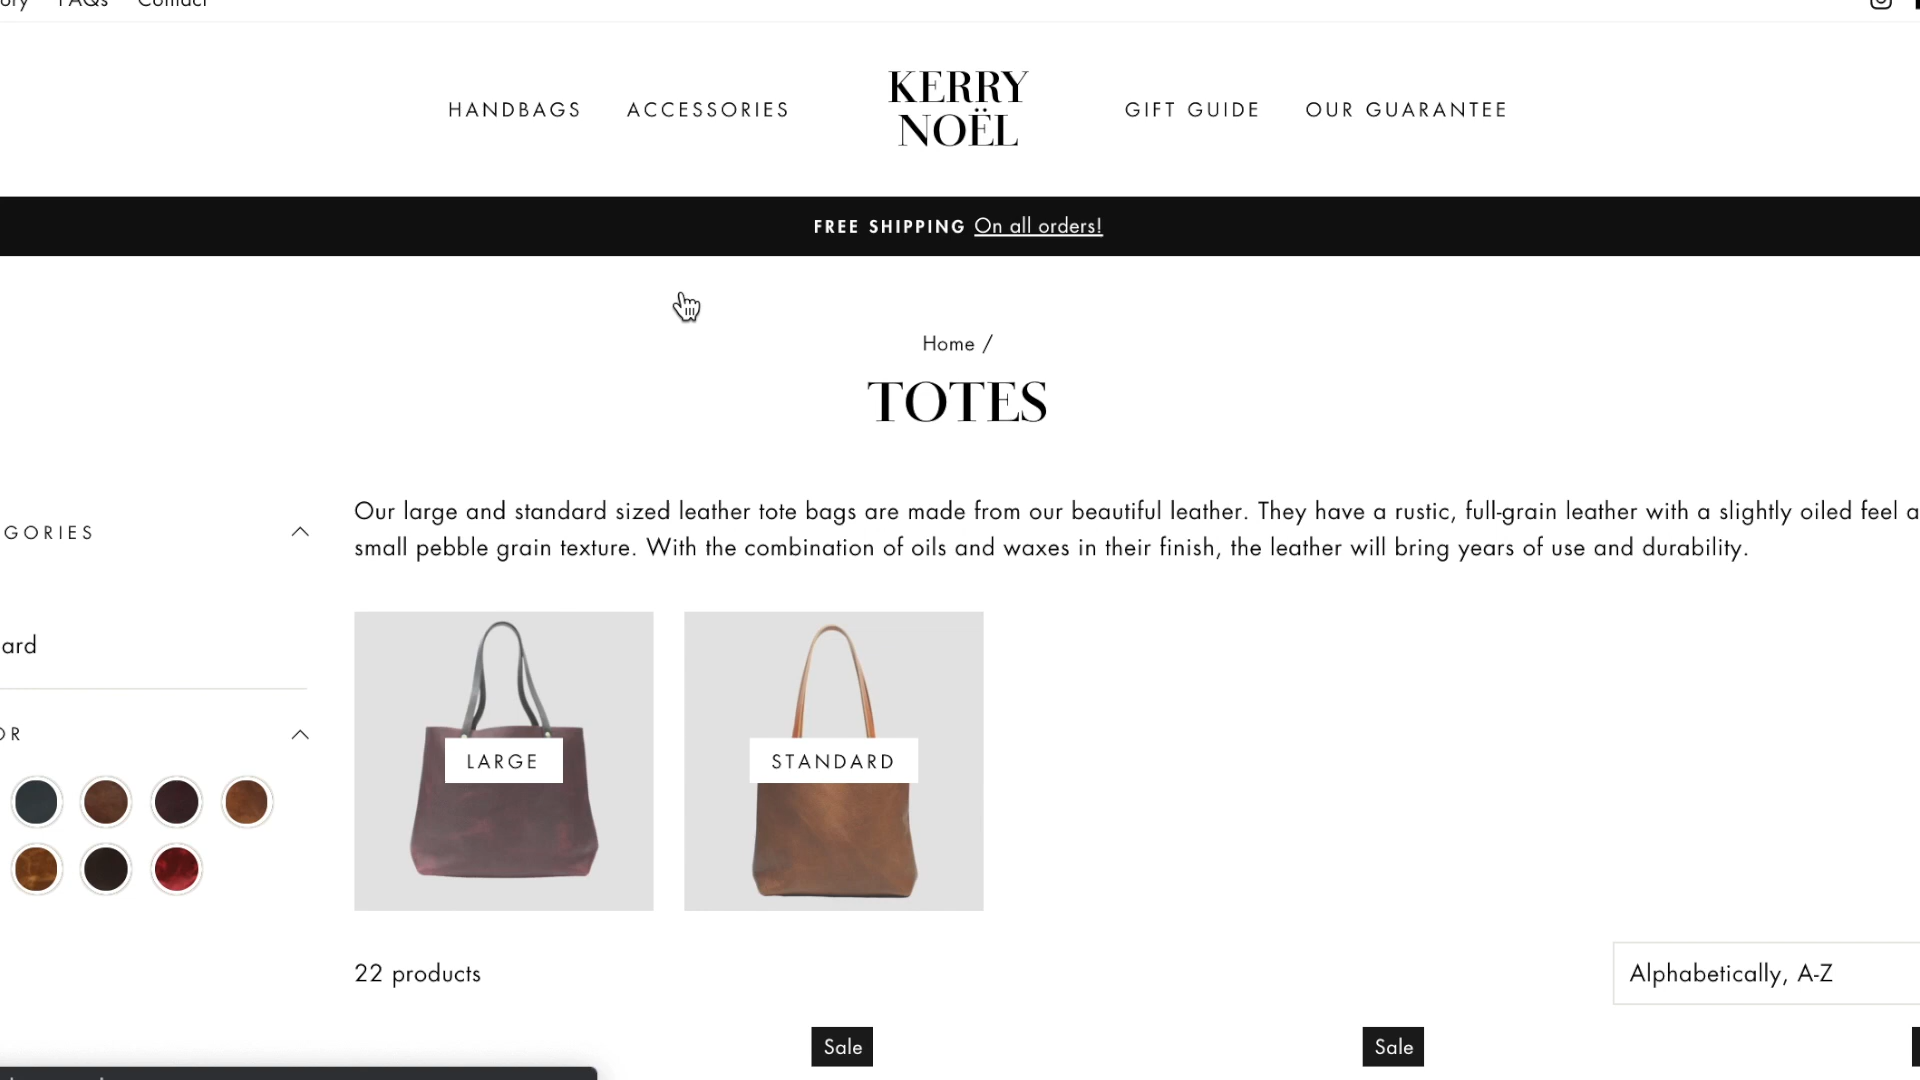 FAQs
Contact
HANDBAGS
ACCESSORIES
KERRY
NOËL
GIFT GUIDE
OUR GUARANTEE
FREE SHIPPING On all orders!
Home /
TOTES
GORIES
ard
OR
Our large and standard sized leather tote bags are made from our beautiful leather. They have a rustic, full-grain leather with a slightly oiled feel a
small pebble grain texture. With the combination of oils and waxes in their finish, the leather will bring years of use and durability.
LARGE
STANDARD
22 products
Alphabetically, A-Z
Sale
Sale